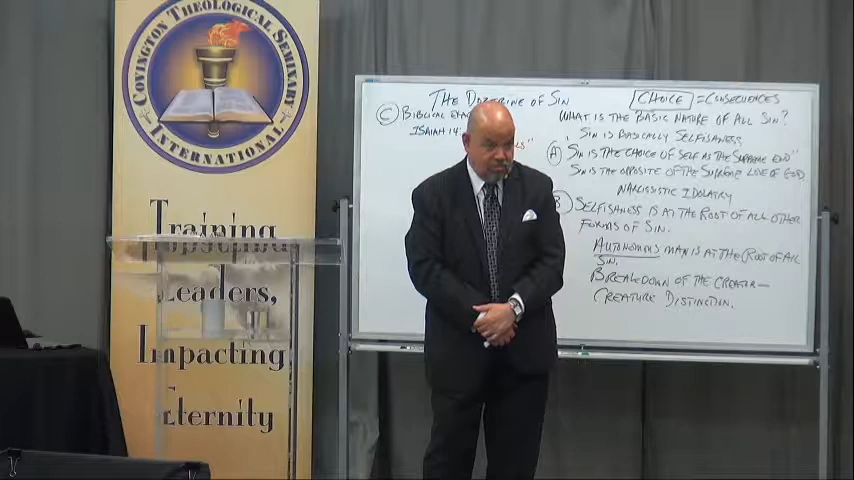 COVINGTON THEOLOGICAL SEMINARY
INTERNATIONAL
Training
Leaders,
Impacting
Eternity
THE DOCTRINE OF SIN
C BIBLICAL
ISAIAH 14:
CHOICE = CONSEQUENCES
WHAT IS THE BASIC NATURE OF ALL SIN?
SIN IS BASICALLY SELFISHNESS
A SIN IS THE CHOICE OF SELF AS THE SUPREME END"
SIN IS THE OPPOSITE OF THE SUPREME LOVE OF GOD.
NARCISSISTIC IDOLATRY
B SELFISHNESS IS AT THE ROOT OF ALL OTHER
FORMS OF SIN.
AUTONOMOUS MAN IS AT THE ROOT OF ALL
SIN.
BREAKDOWN OF THE CREATOR-
CREATURE DISTINCTION.